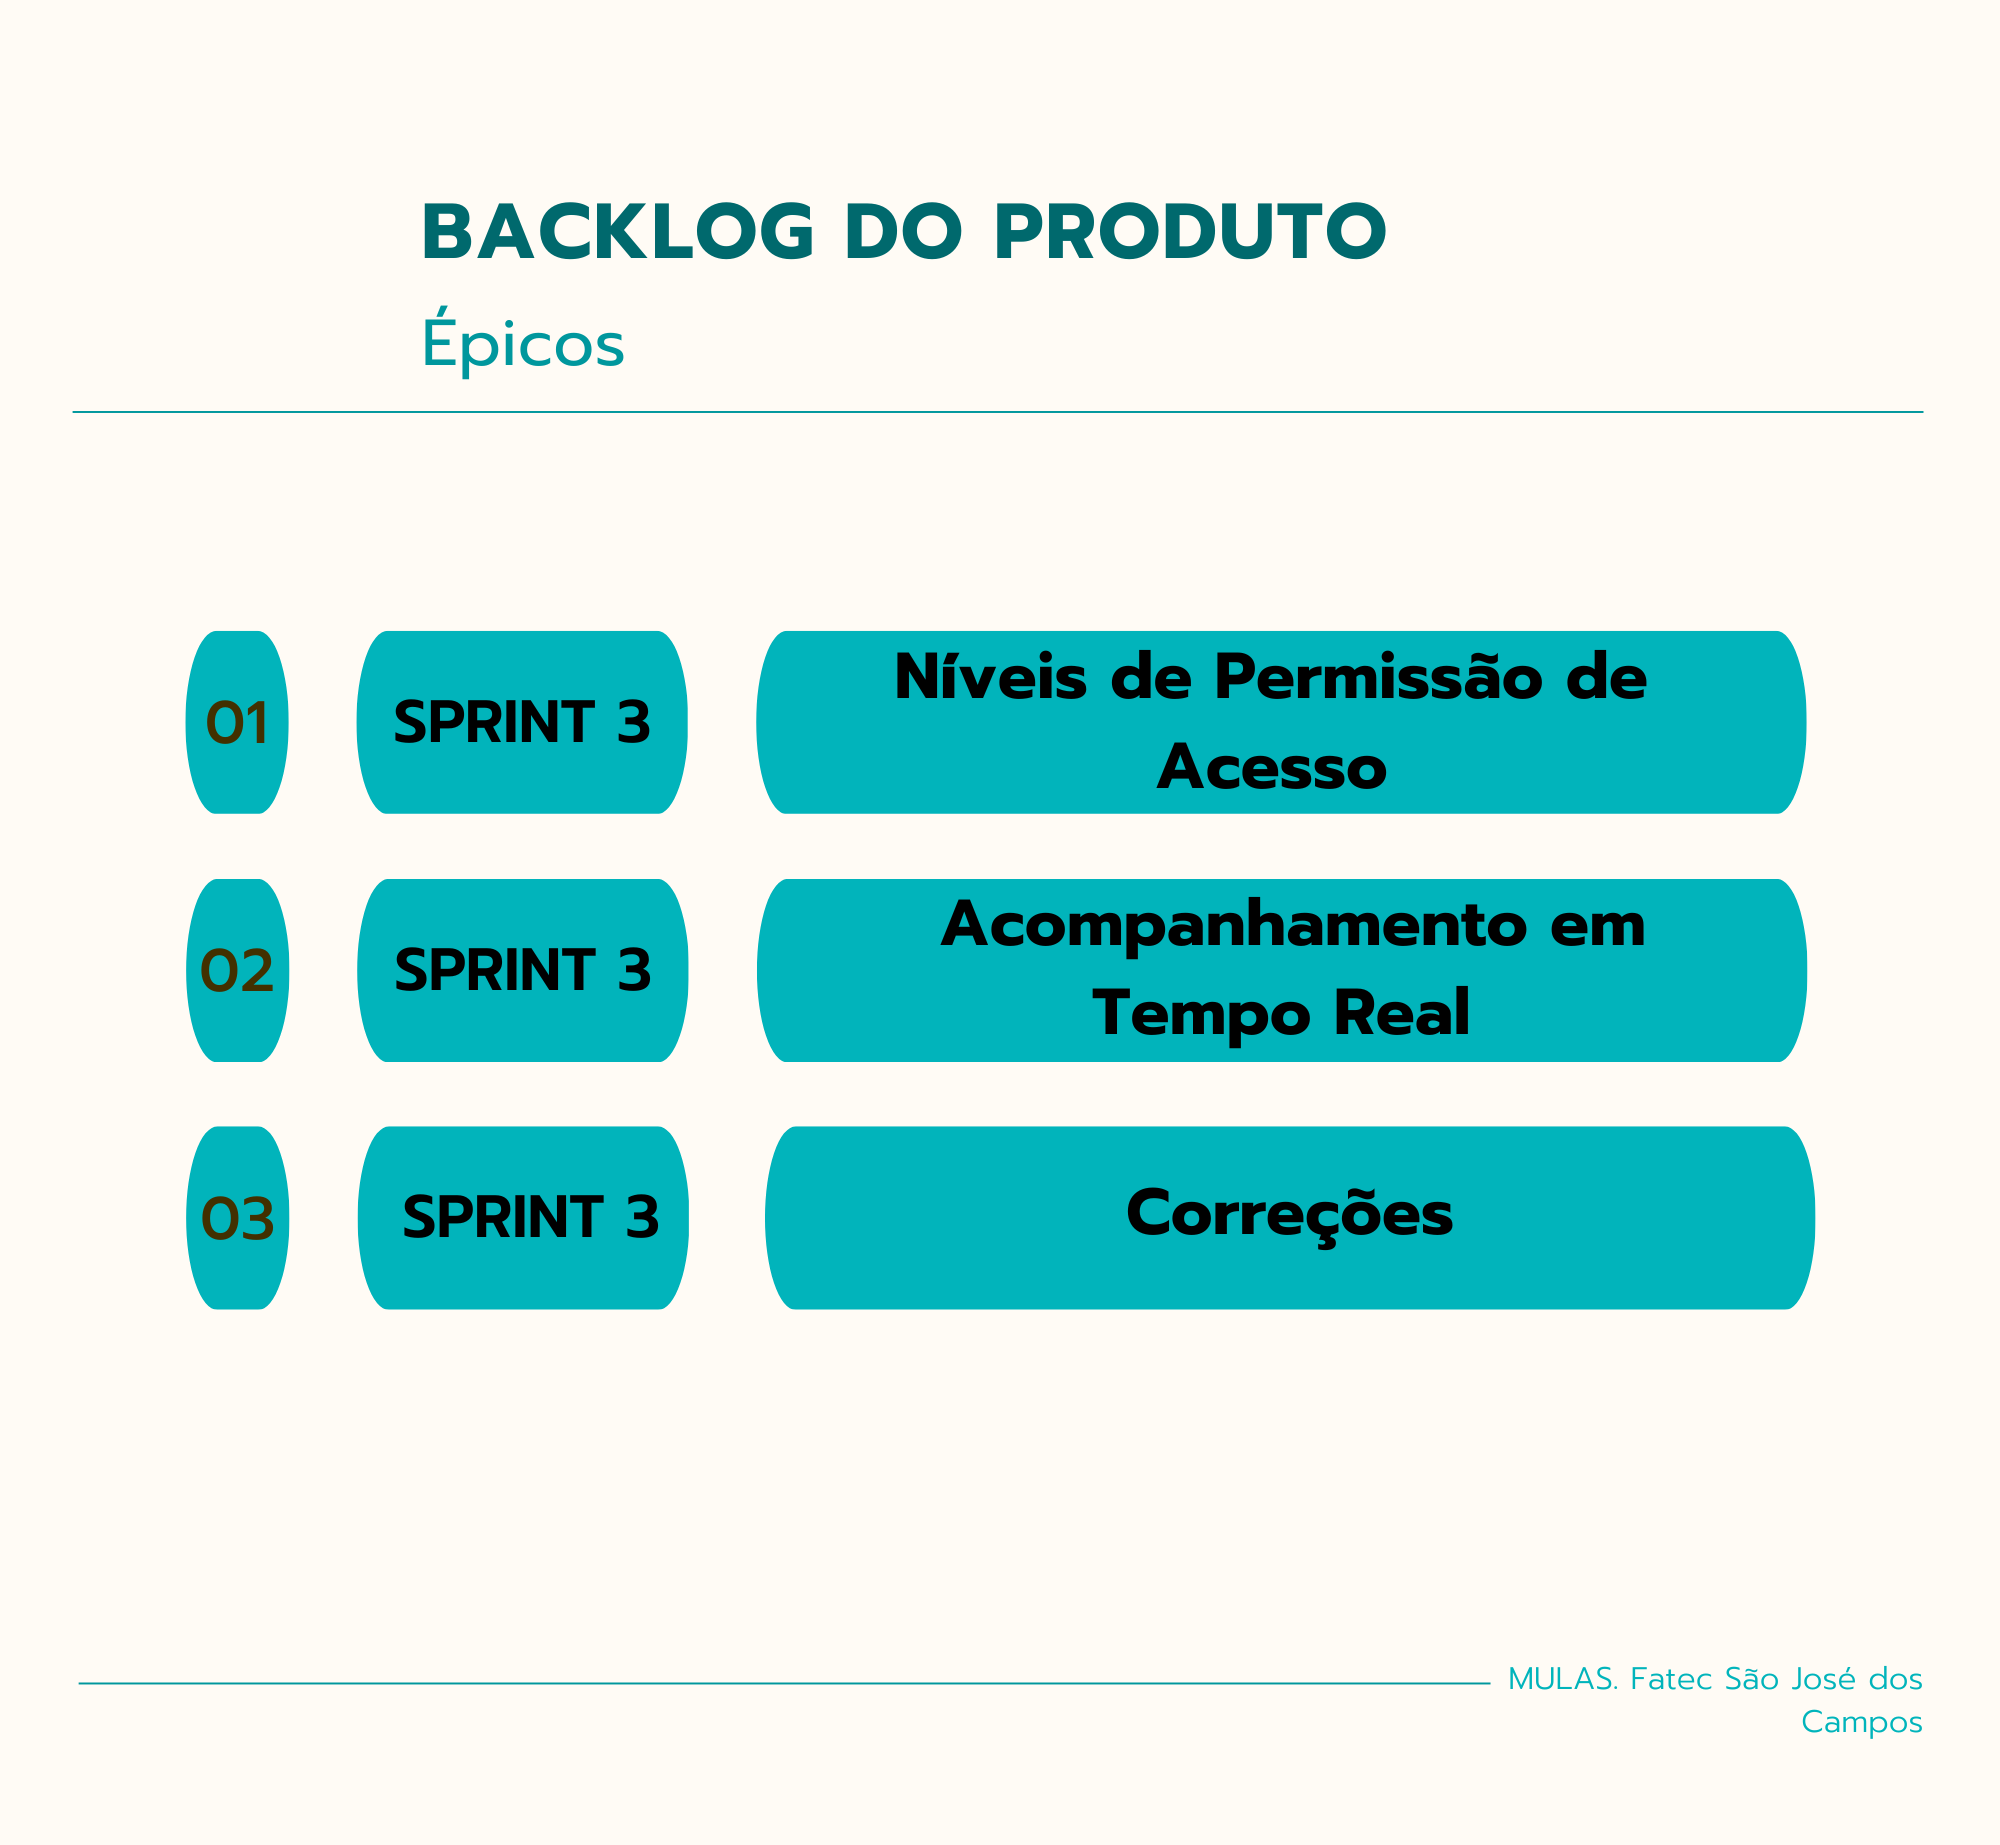 BACKLOG DO PRODUTO
Épicos
01
SPRINT 3
Níveis de Permissão de
Acesso
02
SPRINT 3
Acompanhamento em
Tempo Real
03
SPRINT 3
Correções
MULAS. Fatec São José dos
Campos